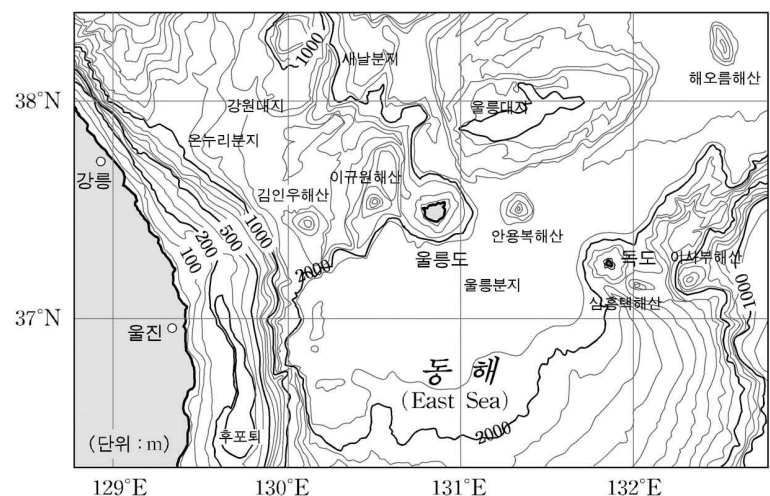 1000
새날분지
해오름해산
38°N
강원대지
울릉대지
온누리분지
강릉
이규원해산
김인우해산
안용복해산
100
200
500
1000
2000
울릉도
독도
이사부해산
울릉분지
심흥택해산
1000
37°N
울진
동 해
(East Sea)
2000
후포퇴
(단위 : m)
129°E
130°E
131°E
132°E